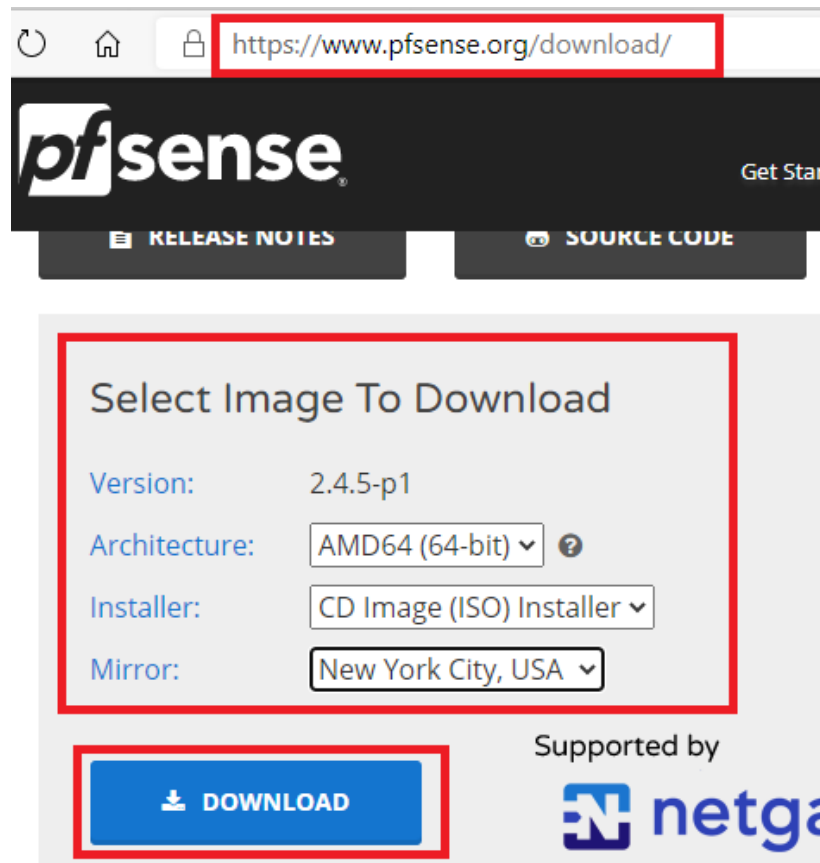 https://www.pfsense.org/download/
pfsense
Get Star
RELEASE NOTES
SOURCE CODE
Select Image To Download
Version: 2.4.5-p1
Architecture: AMD64 (64-bit)
Installer: CD Image (ISO) Installer
Mirror: New York City, USA
Supported by
DOWNLOAD
netga